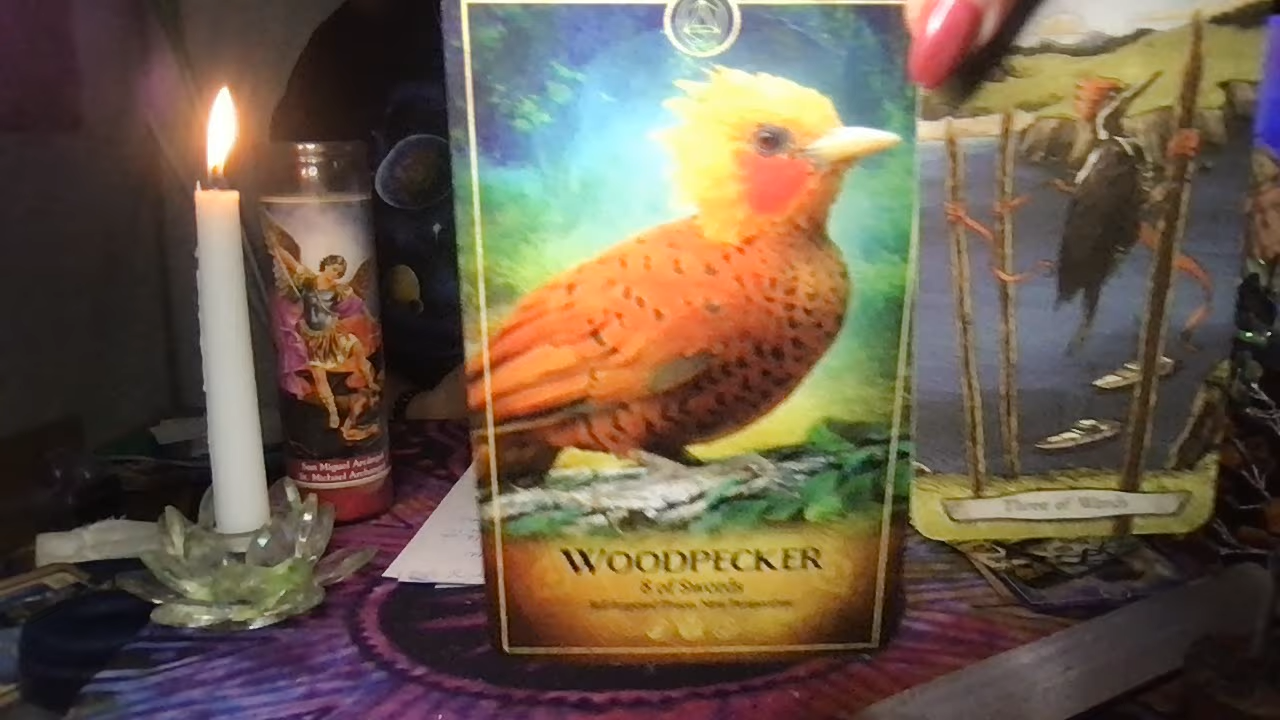 WOODPECKER
8 of Swords
San Miguel Arcángel
St. Michael Archangel
Three of Wands